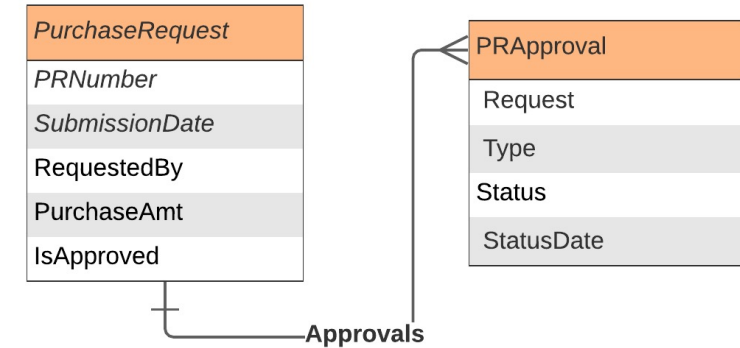 PurchaseRequest
PRNumber
SubmissionDate
RequestedBy
PurchaseAmt
IsApproved
PRApproval
Request
Type
Status
StatusDate
Approvals